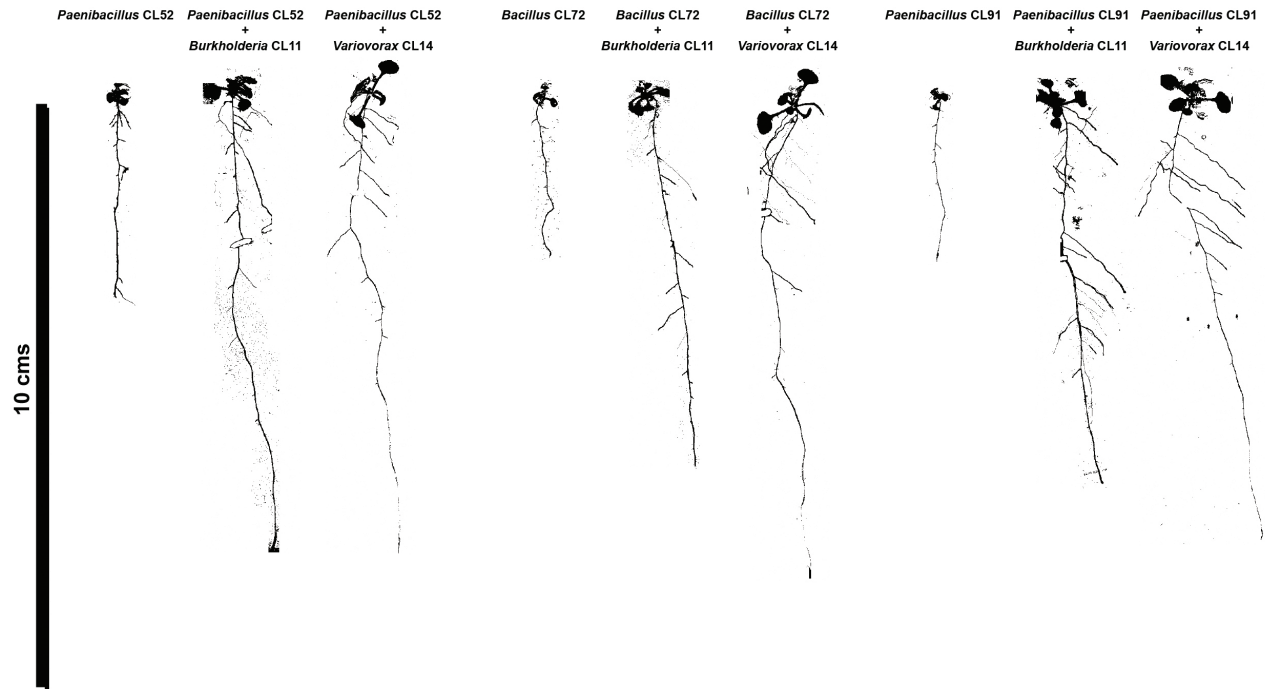 Paenibacillus CL52
Paenibacillus CL52
+
Burkholderia CL11
Paenibacillus CL52
+
Variovorax CL14
Bacillus CL72
Bacillus CL72
+
Burkholderia CL11
Bacillus CL72
+
Variovorax CL14
Paenibacillus CL91
Paenibacillus CL91
+
Burkholderia CL11
Paenibacillus CL91
+
Variovorax CL14
10 cms